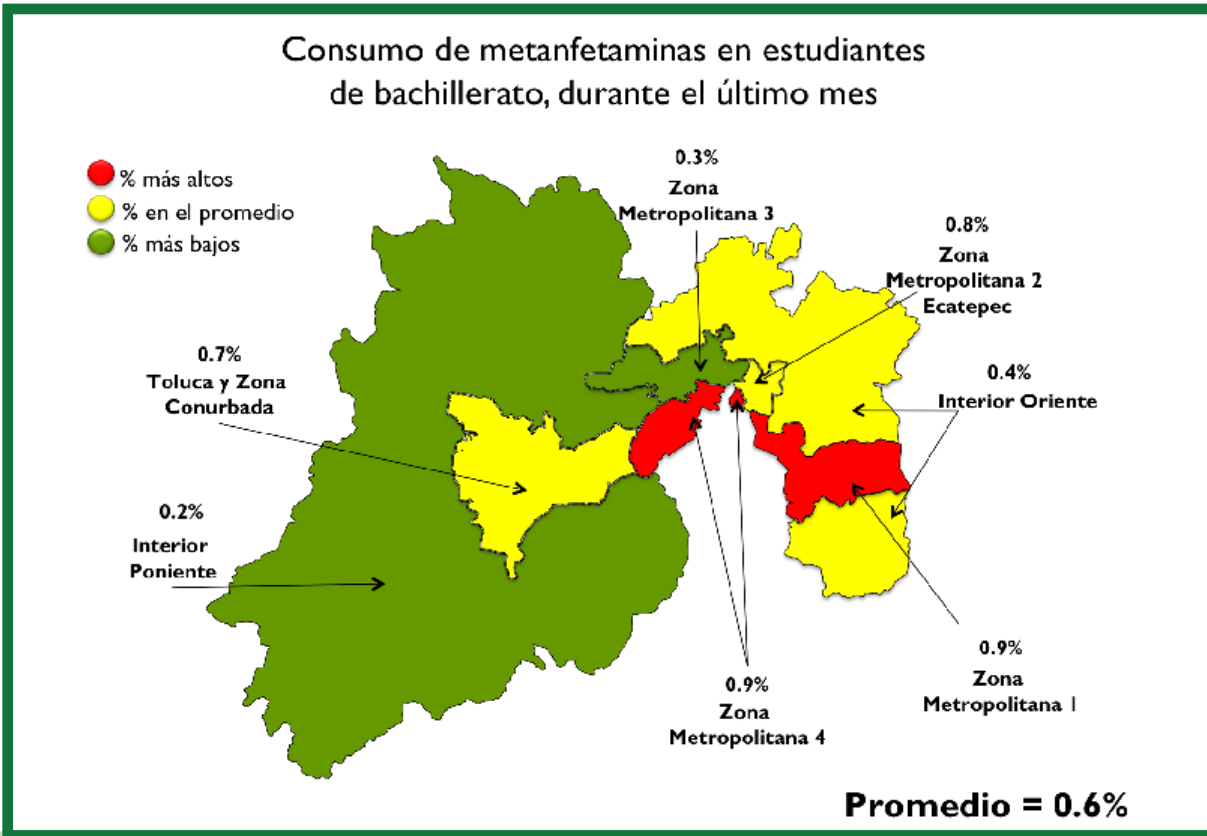 Consumo de metanfetaminas en estudiantes
de bachillerato, durante el último mes
% más altos
% en el promedio
% más bajos
0.3%
Zona
Metropolitana 3
0.8%
Zona
Metropolitana 2
Ecatepec
0.7%
Toluca y Zona
Conurbada
0.4%
Interior Oriente
0.2%
Interior
Poniente
0.9%
Zona
Metropolitana 4
0.9%
Zona
Metropolitana 1
Promedio = 0.6%